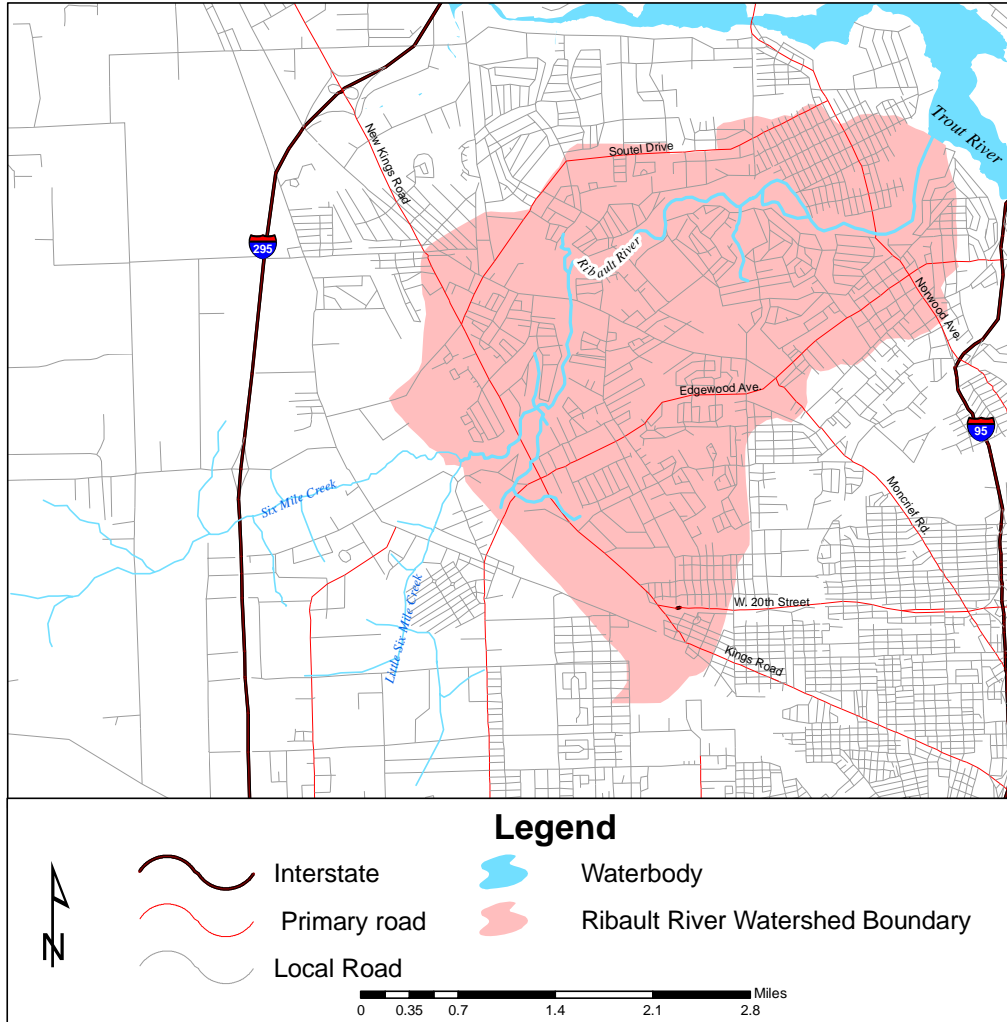 Trout River
New Kings Road
Soutel Drive
295
Ribault River
Norwood Ave.
Edgewood Ave.
95
Six Mile Creek
Moncrief Rd.
Little Six Mile Creek
W. 20th Street
Kings Road
Legend
Interstate
Waterbody
Primary road
Ribault River Watershed Boundary
N
Local Road
Miles
0 0.35 0.7 1.4 2.1 2.8